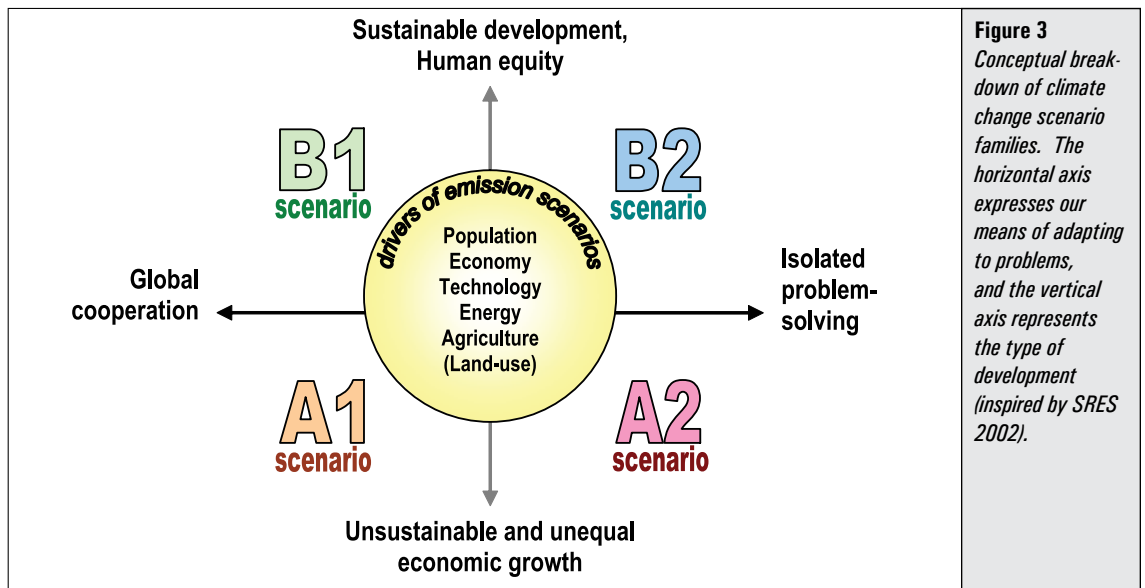 Sustainable development,
Human equity
B1
scenario
B2
scenario
drivers of emission scenarios
Population
Economy
Technology
Energy
Agriculture
(Land-use)
Global
cooperation
Isolated
problem-
solving
A1
scenario
A2
scenario
Unsustainable and unequal
economic growth
Figure 3
Conceptual break-
down of climate
change scenario
families. The
horizontal axis
expresses our
means of adapting
to problems,
and the vertical
axis represents
the type of
development
(inspired by SRES
2002).